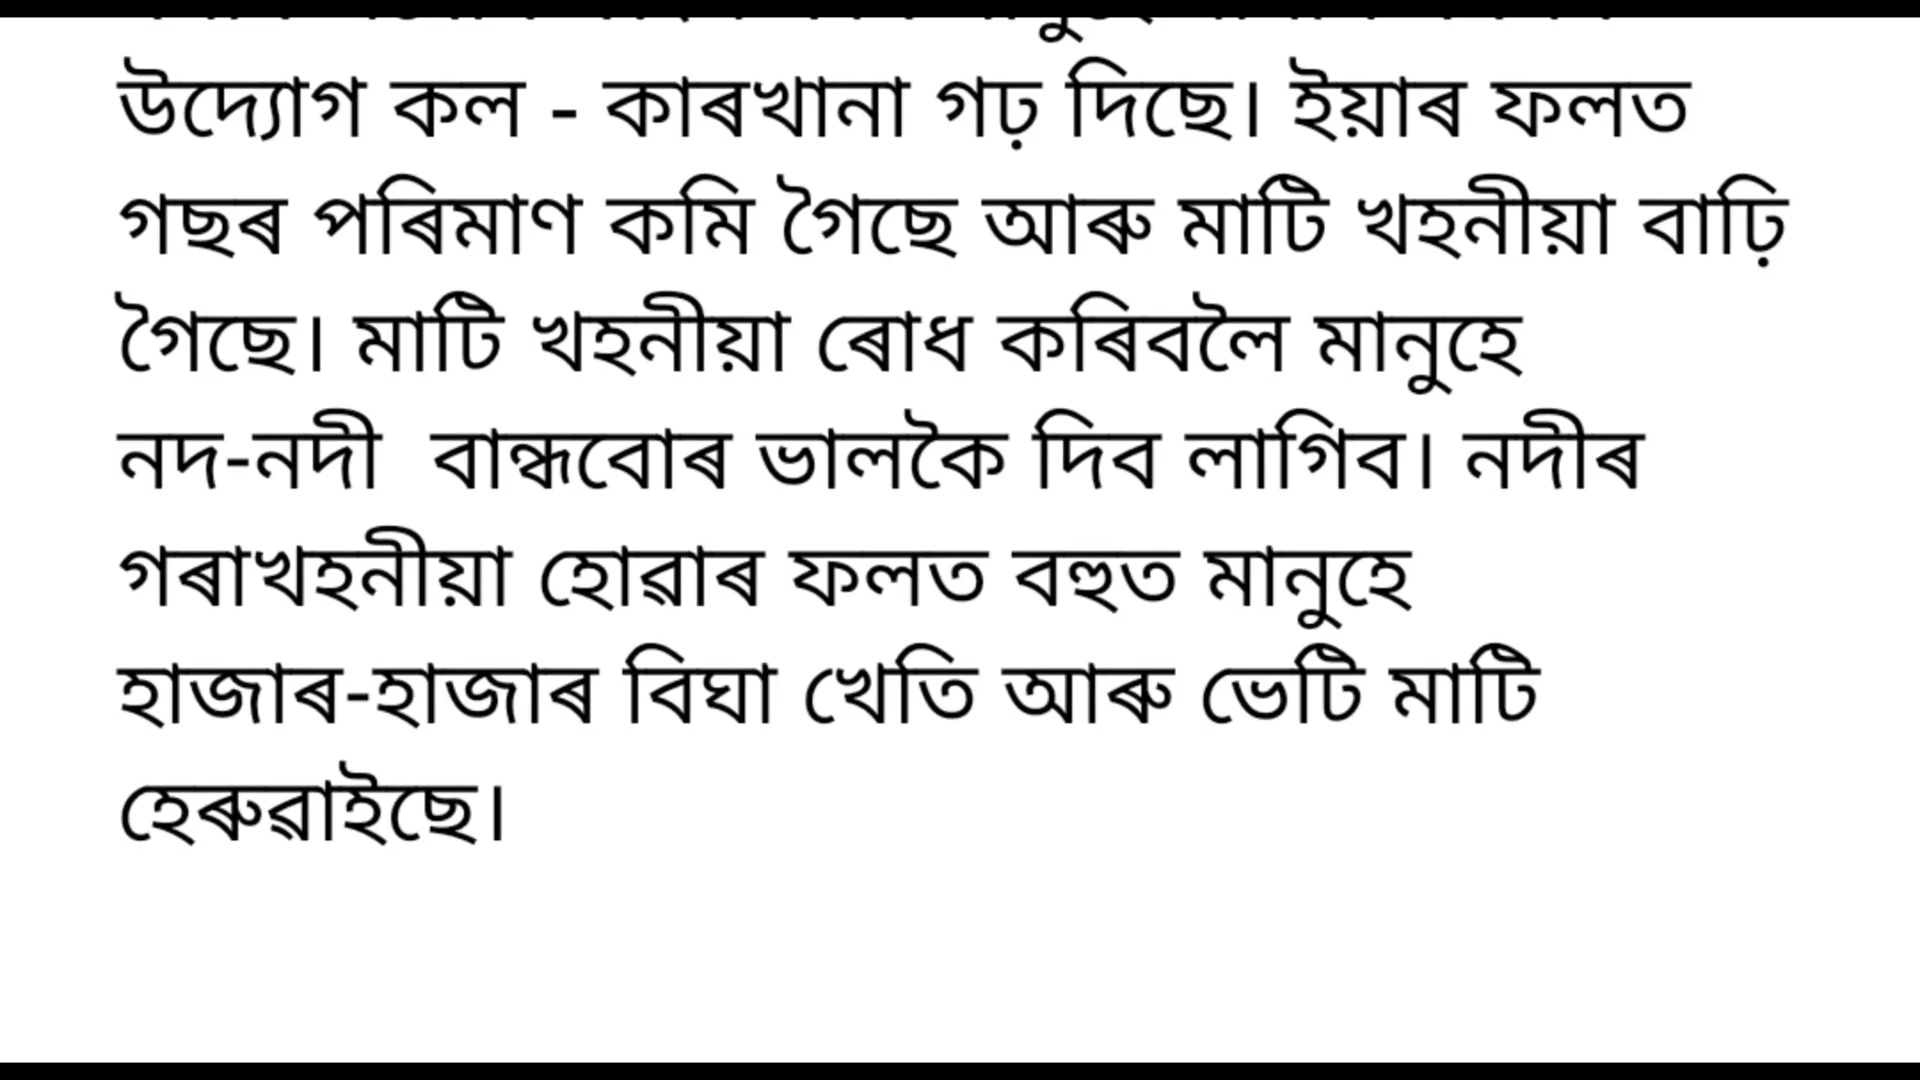 উদ্যোগ কল - কাৰখানা গঢ় দিছে। ইয়াৰ ফলত
গছৰ পৰিমাণ কমি গৈছে আৰু মাটি খহনীয়া বাঢ়ি
গৈছে। মাটি খহনীয়া ৰোধ কৰিবলৈ মানুহে
নদ-নদী  বান্ধবোৰ ভালকৈ দিব লাগিব। নদীৰ
গৰাখহনীয়া হোৱাৰ ফলত বহুত মানুহে
হাজাৰ-হাজাৰ বিঘা খেতি আৰু ভেটি মাটি
হেৰুৱাইছে।